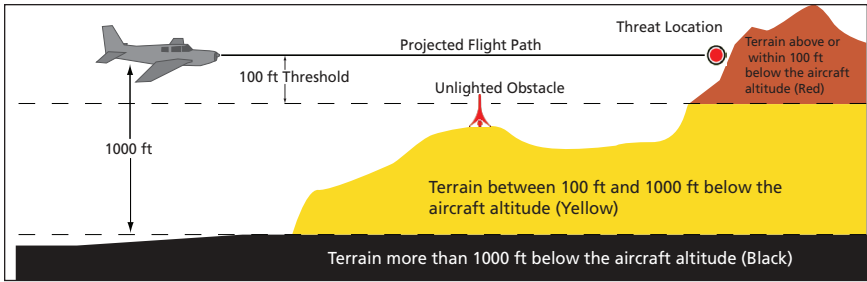 Threat Location
Projected Flight Path
Terrain above or
within 100 ft
below the aircraft
altitude (Red)
100 ft Threshold
Unlighted Obstacle
1000 ft
Terrain between 100 ft and 1000 ft below the
aircraft altitude (Yellow)
Terrain more than 1000 ft below the aircraft altitude (Black)